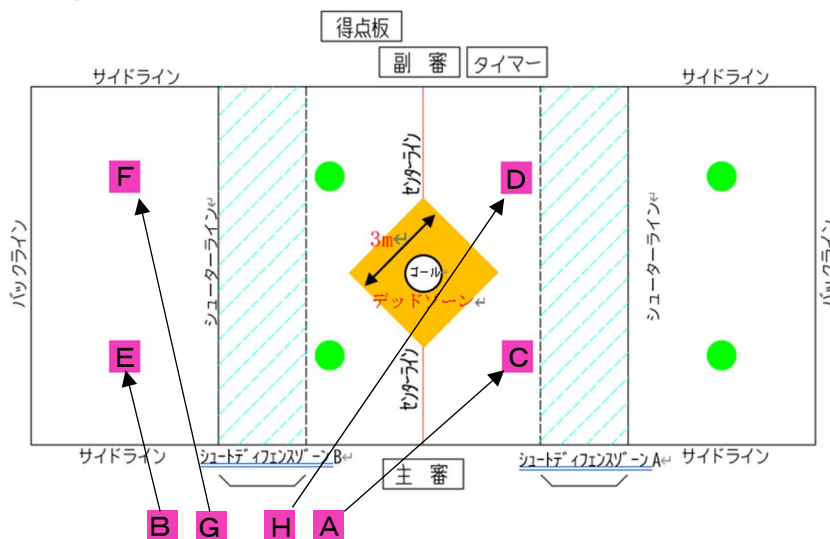 得点板
副 審
タイマー
サイドライン
サイドライン
F
D
センターライン
3m↵
バックライン
シューターライン↵
ゴール
デッドゾーン↵
シューターライン↵
バックライン
E
C
センターライン
サイドライン
シュートディフェンスゾーン B↵
主 審
シュートディフェンスゾーン A↵
サイドライン
B
G
H
A